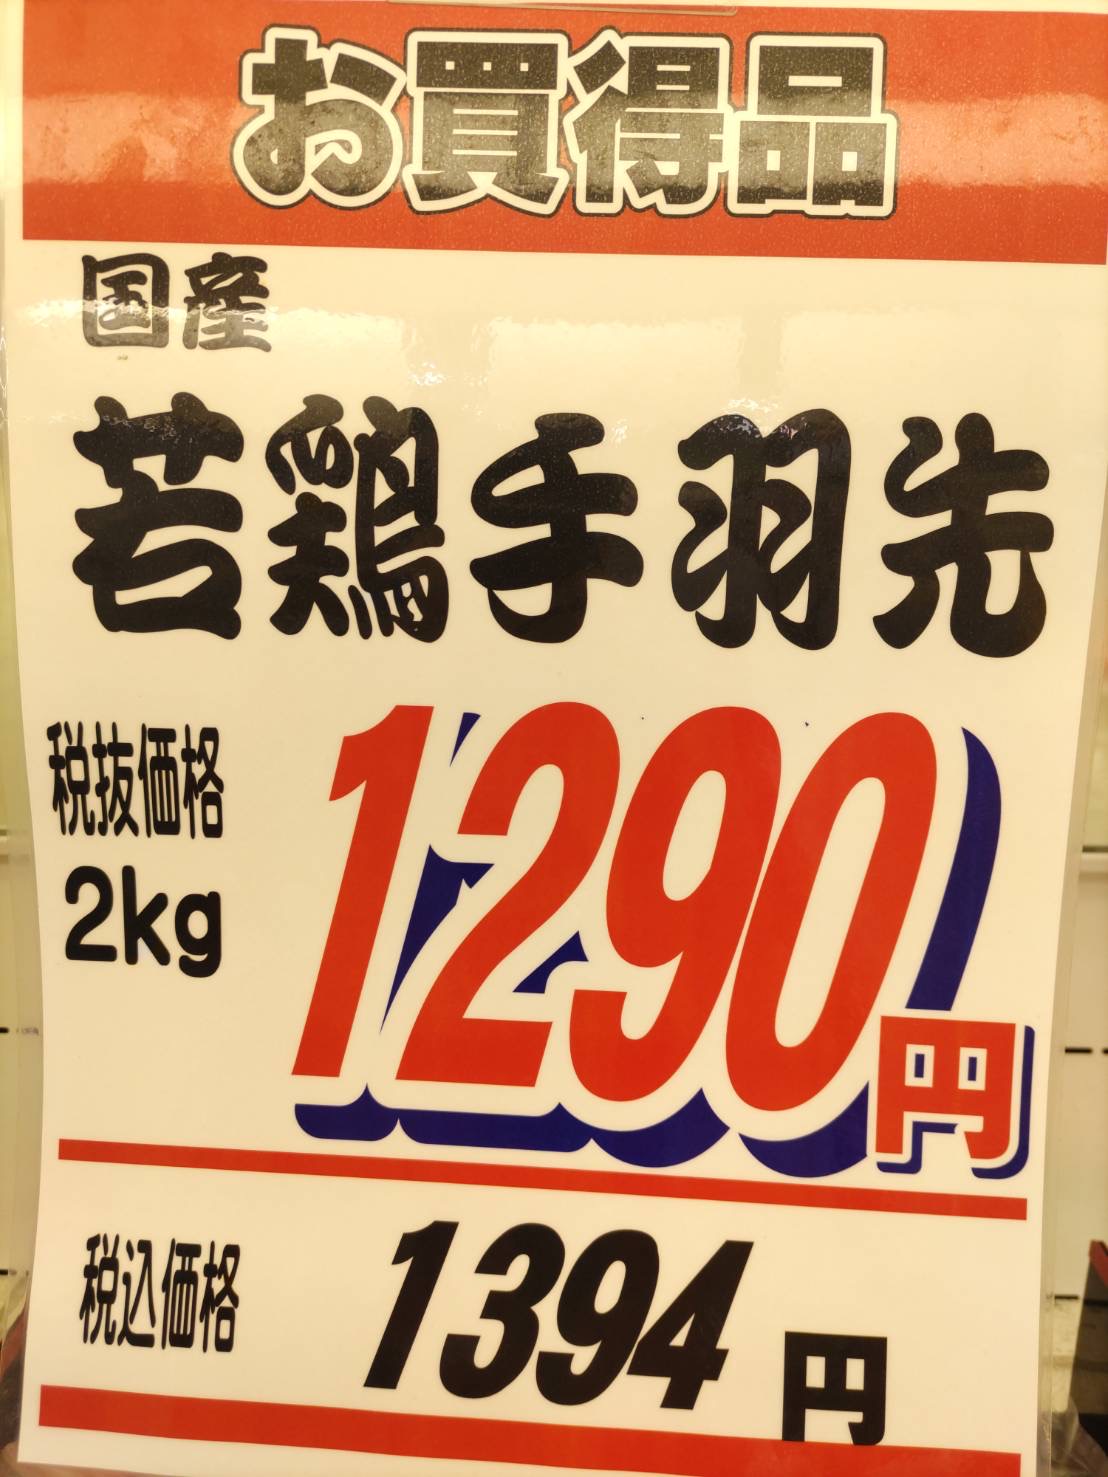 お買得品
国産
若鶏手羽先
税抜価格
2kg
1290円
税込価格
1394円